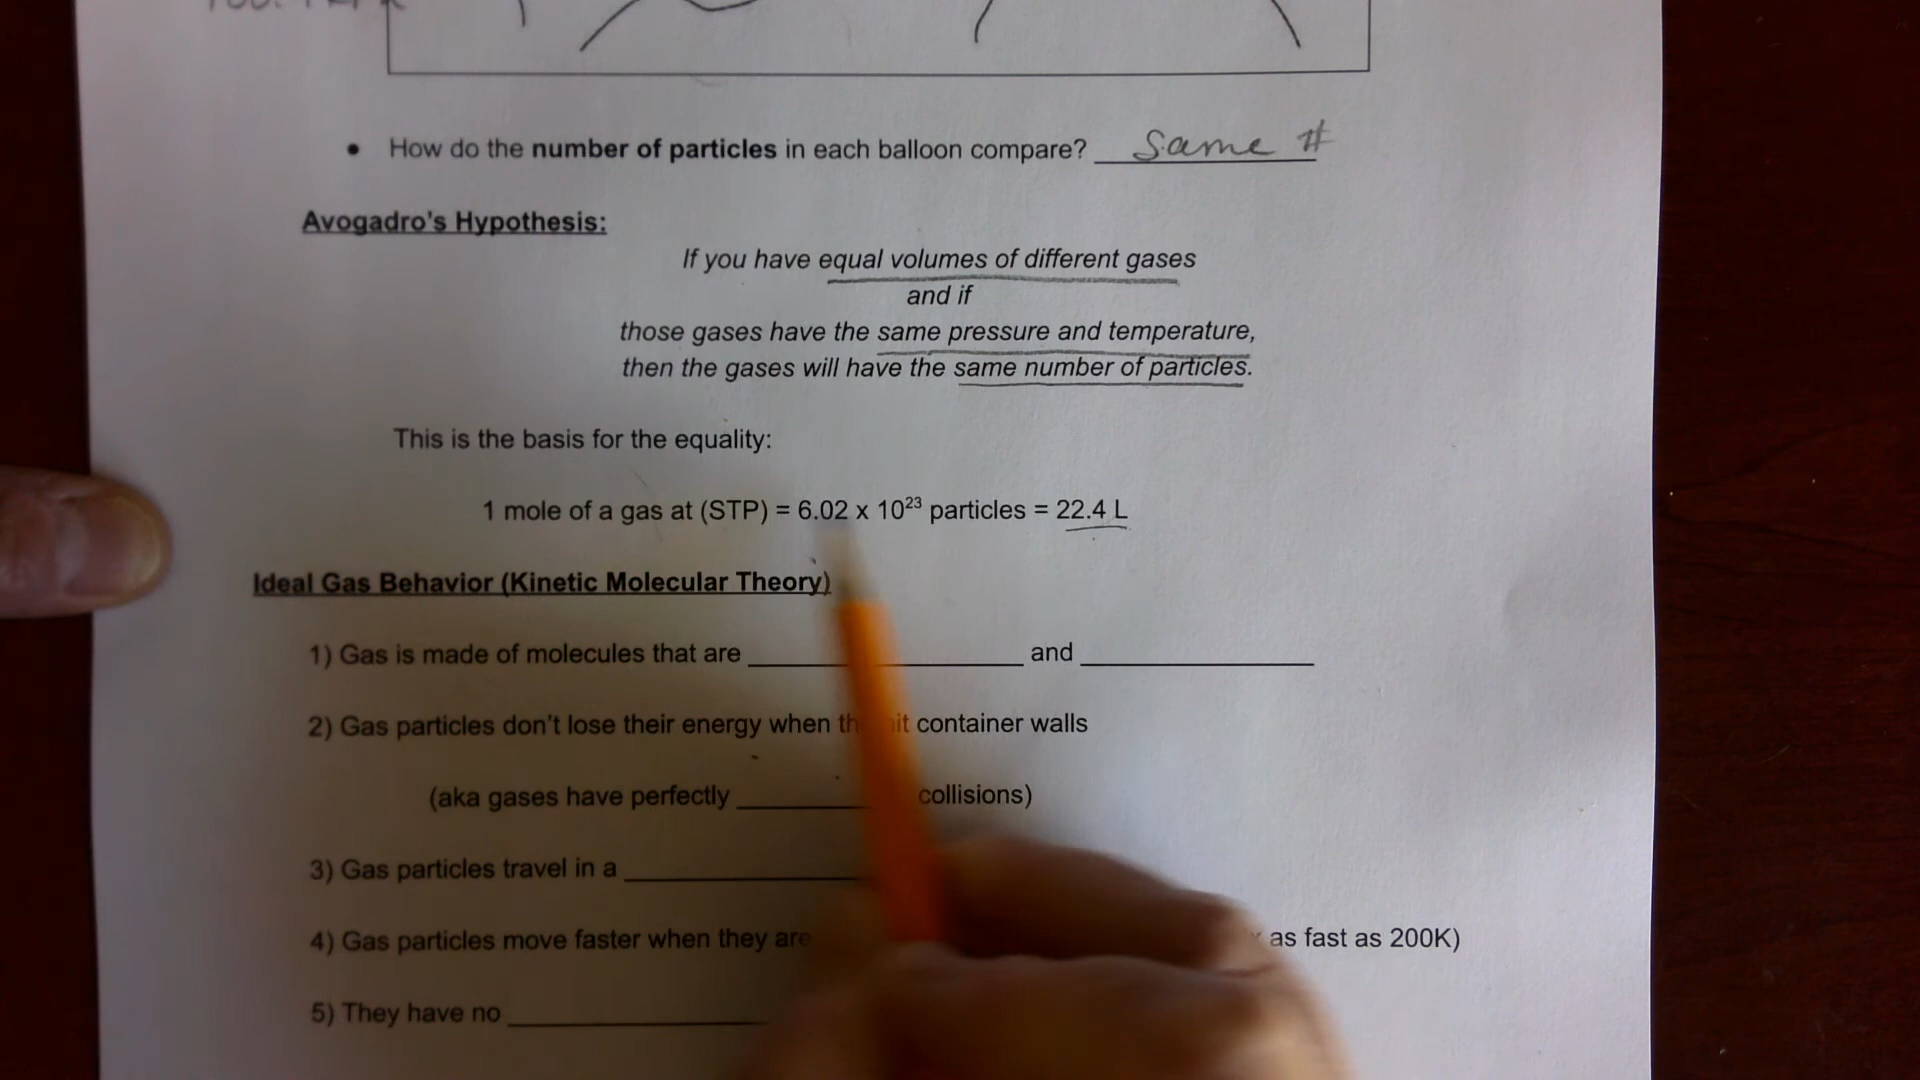 • How do the number of particles in each balloon compare? Same #
Avogadro's Hypothesis:
If you have equal volumes of different gases
and if
those gases have the same pressure and temperature,
then the gases will have the same number of particles.
This is the basis for the equality:
1 mole of a gas at (STP) = 6.02 x 10²³ particles = 22.4 L
Ideal Gas Behavior (Kinetic Molecular Theory)
1) Gas is made of molecules that are ____________________ and _________________
2) Gas particles don't lose their energy when container walls
(aka gases have perfectly __________ collisions)
3) Gas particles travel in a _________________
4) Gas particles move faster when they are as fast as 200K)
5) They have no ___________________